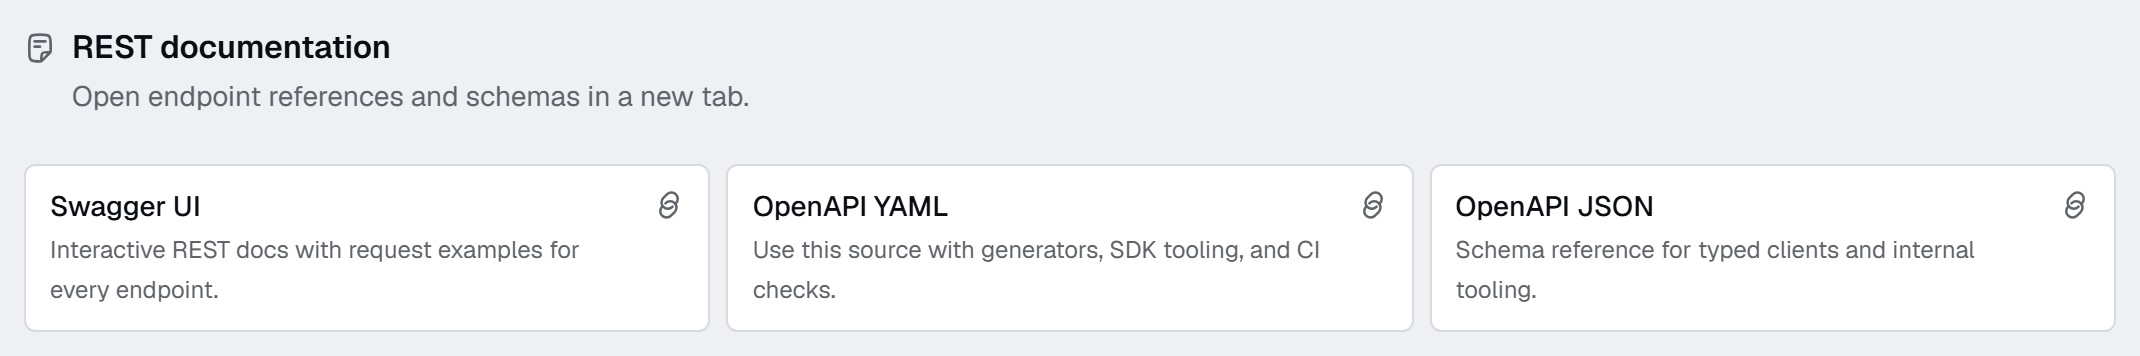 REST documentation
Open endpoint references and schemas in a new tab.
Swagger UI
Interactive REST docs with request examples for
every endpoint.
OpenAPI YAML
Use this source with generators, SDK tooling, and CI
checks.
OpenAPI JSON
Schema reference for typed clients and internal
tooling.